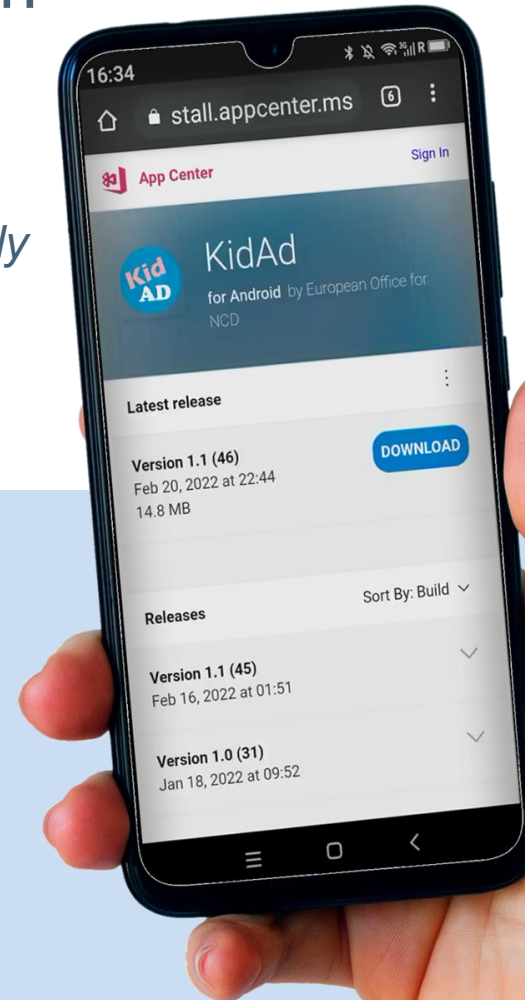 16:34
stall.appcenter.ms
6
App Center
Sign In
Kid
AD
KidAd
for Android by European Office for
NCD
Latest release
Version 1.1 (46)
Feb 20, 2022 at 22:44
14.8 MB
DOWNLOAD
Releases
Sort By: Build
Version 1.1 (45)
Feb 16, 2022 at 01:51
Version 1.0 (31)
Jan 18, 2022 at 09:52